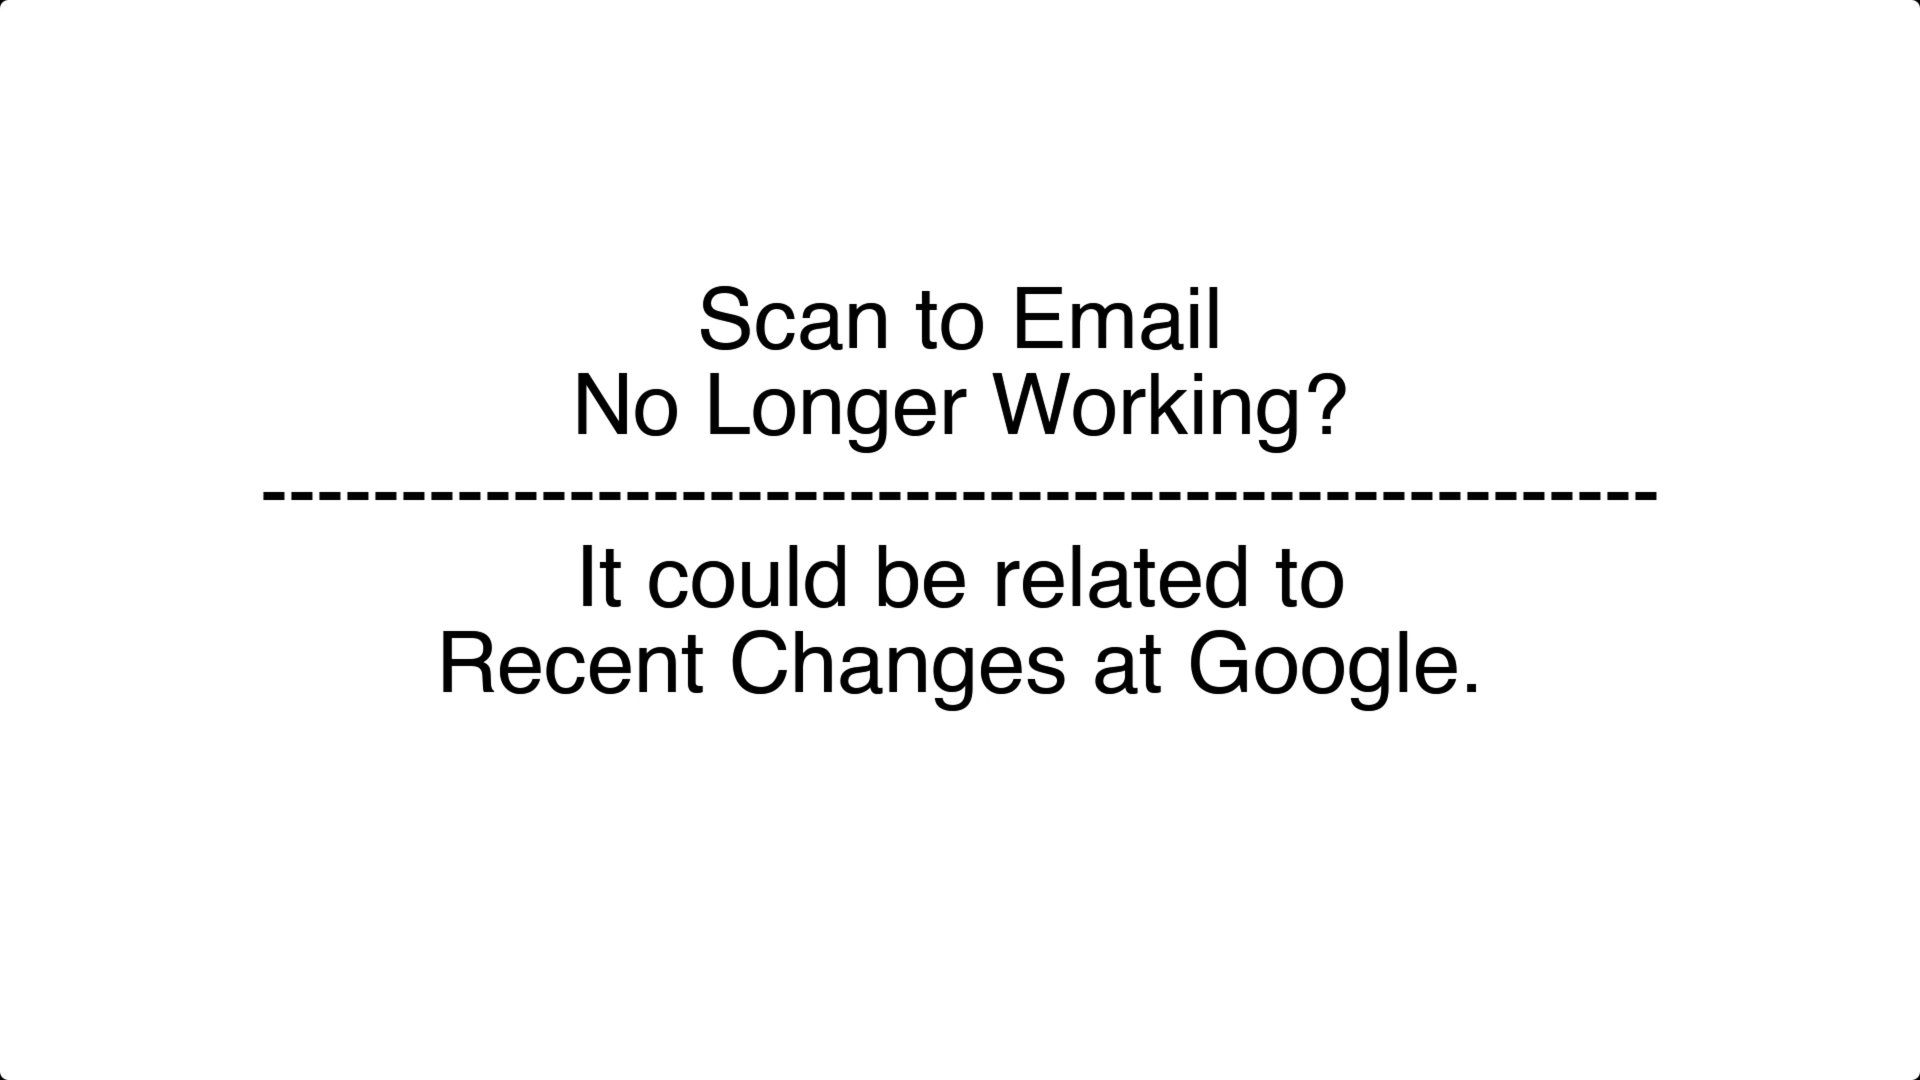 Scan to Email
No Longer Working?
--------------------------------------------------
It could be related to
Recent Changes at Google.